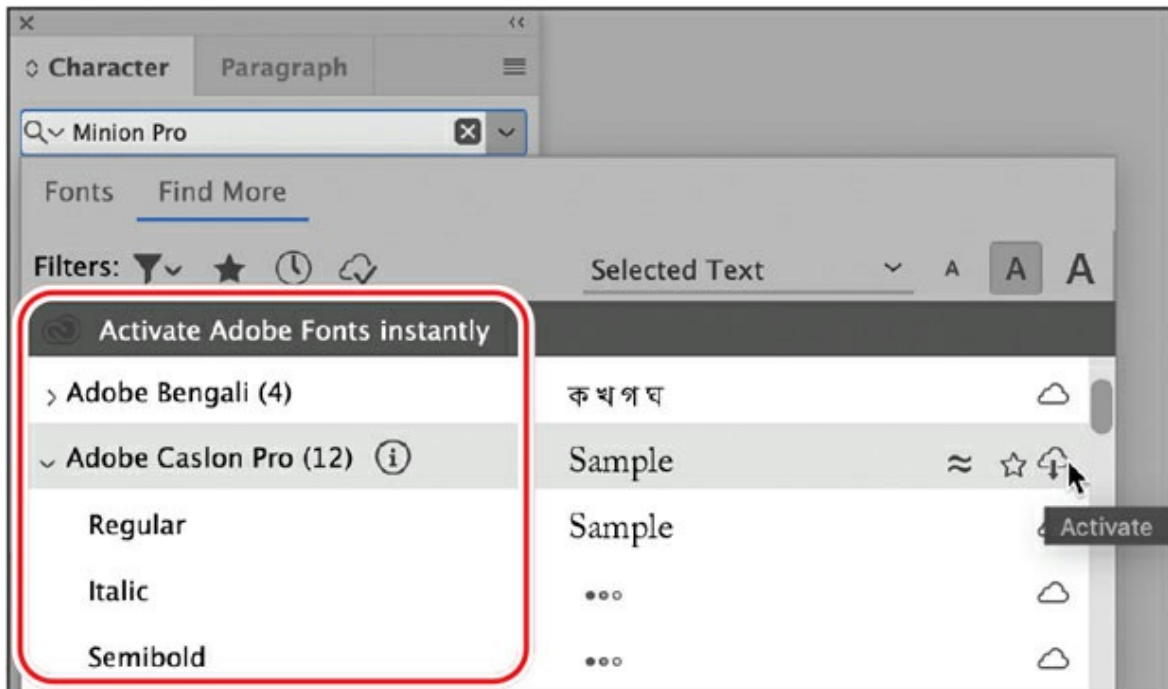 Character Paragraph
Minion Pro
Fonts Find More
Filters: Selected Text A A A
Activate Adobe Fonts instantly
Adobe Bengali (4) ক খ গ ঘ
Adobe Caslon Pro (12) Sample
Activate
Regular Sample
Italic
Semibold